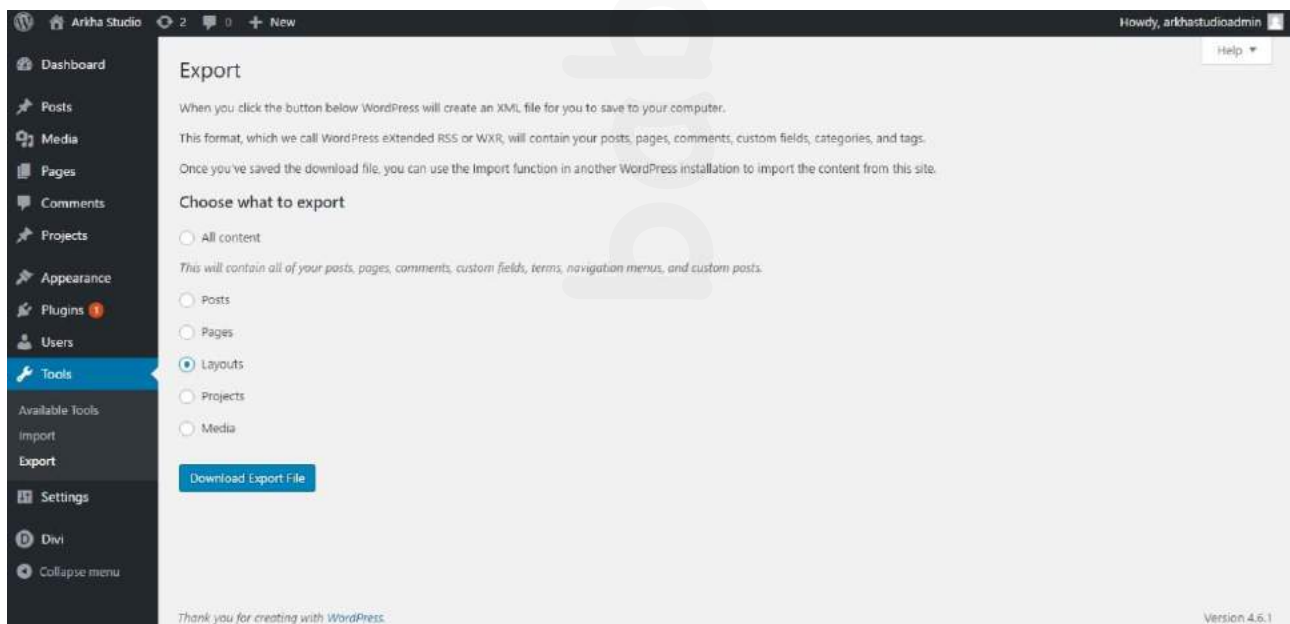 Arkha Studio 2 0 + New Howdy, arkhastudioadmin
Help
Dashboard
Posts
Media
Pages
Comments
Projects
Appearance
Plugins 1
Users
Tools
Available Tools
Import
Export
Settings
Divi
Collapse menu
Export
When you click the button below WordPress will create an XML file for you to save to your computer.
This format, which we call WordPress eXtended RSS or WXR, will contain your posts, pages, comments, custom fields, categories, and tags.
Once you've saved the download file, you can use the Import function in another WordPress installation to import the content from this site.
Choose what to export
All content
This will contain all of your posts, pages, comments, custom fields, terms, navigation menus, and custom posts.
Posts
Pages
Layouts
Projects
Media
Download Export File
Thank you for creating with WordPress.
Version 4.6.1